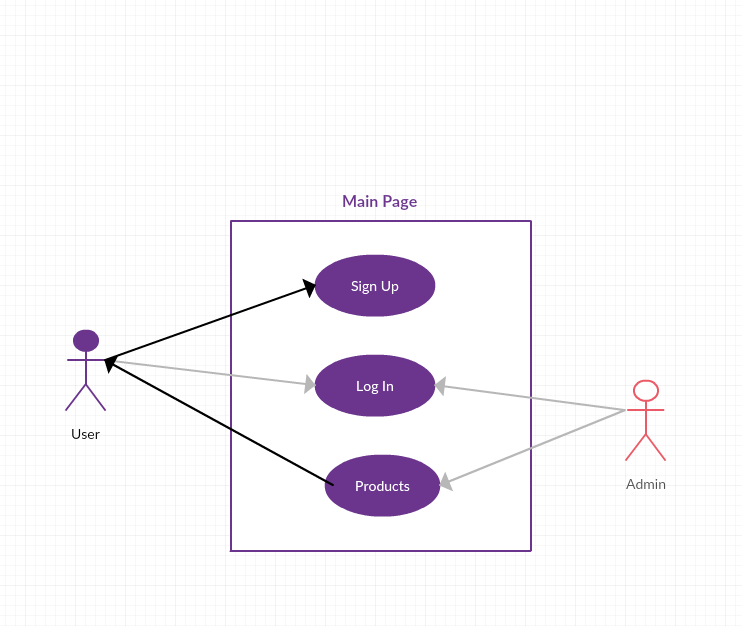 Main Page
Sign Up
Log In
User
Products
Admin